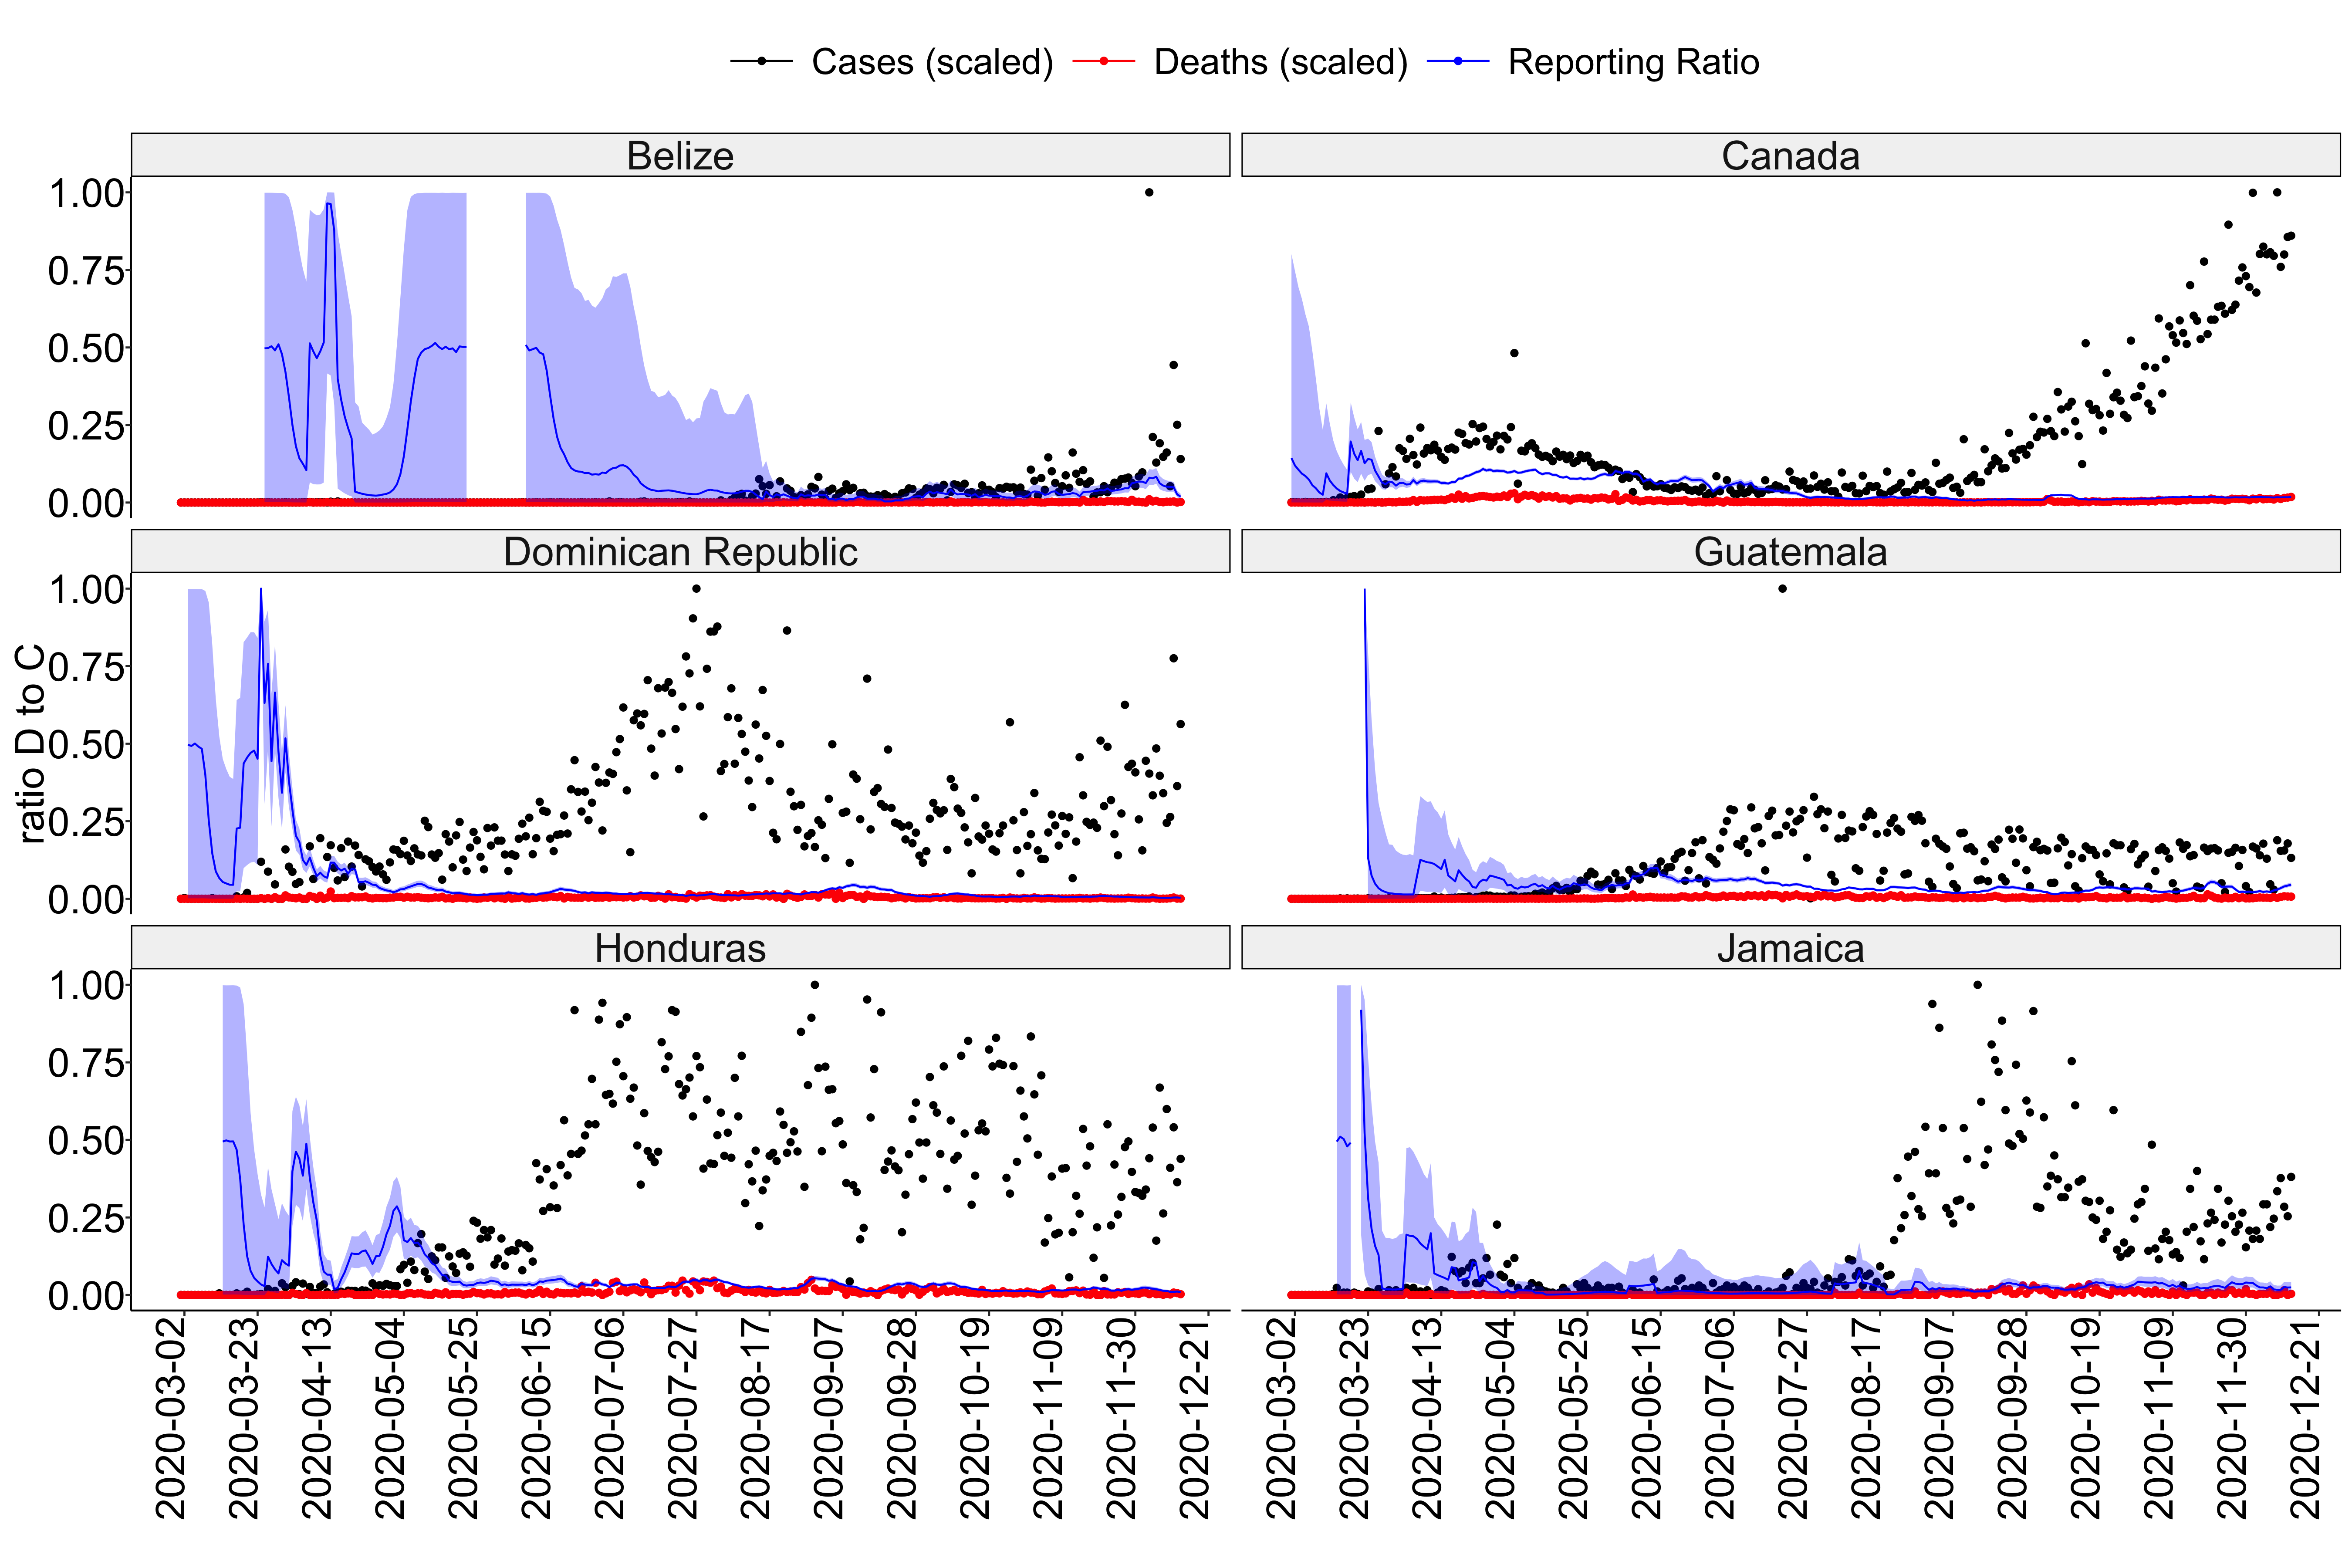 Cases (scaled) Deaths (scaled) Reporting Ratio
Belize Canada
1.00
0.75
0.50
0.25
0.00
Dominican Republic Guatemala
ratio D to C
1.00
0.75
0.50
0.25
0.00
Honduras Jamaica
1.00
0.75
0.50
0.25
0.00
2020-03-02 2020-03-23 2020-04-13 2020-05-04 2020-05-25 2020-06-15 2020-07-06 2020-07-27 2020-08-17 2020-09-07 2020-09-28 2020-10-19 2020-11-09 2020-11-30 2020-12-21
2020-03-02 2020-03-23 2020-04-13 2020-05-04 2020-05-25 2020-06-15 2020-07-06 2020-07-27 2020-08-17 2020-09-07 2020-09-28 2020-10-19 2020-11-09 2020-11-30 2020-12-21